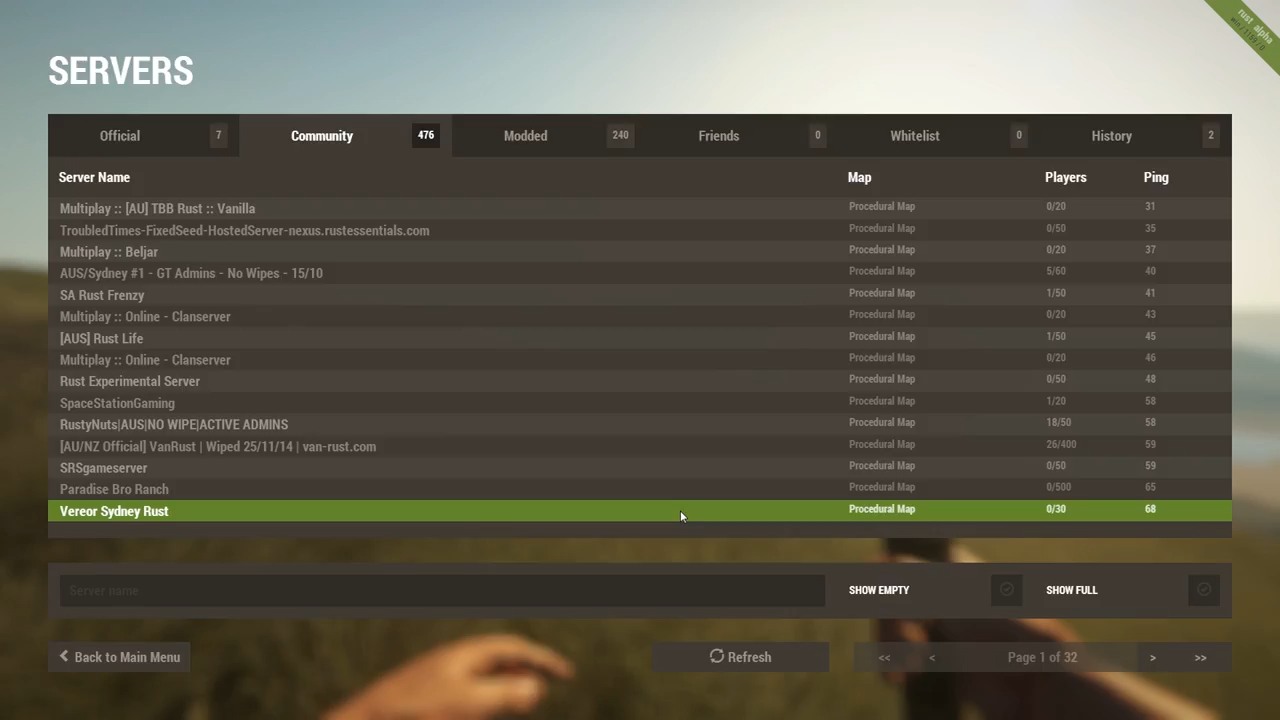 rust alpha
SERVERS
Official 7 Community 476 Modded 240 Friends 0 Whitelist 0 History 2
Server Name Map Players Ping
Multiplay :: [AU] TBB Rust :: Vanilla Procedural Map 0/20 31
TroubledTimes-FixedSeed-HostedServer-nexus.rustessentials.com Procedural Map 0/50 35
Multiplay :: Beljar Procedural Map 0/20 37
AUS/Sydney #1 - GT Admins - No Wipes - 15/10 Procedural Map 5/60 40
SA Rust Frenzy Procedural Map 1/50 41
Multiplay :: Online - Clanserver Procedural Map 0/20 43
[AUS] Rust Life Procedural Map 1/50 45
Multiplay :: Online - Clanserver Procedural Map 0/20 46
Rust Experimental Server Procedural Map 0/50 48
SpaceStationGaming Procedural Map 1/20 58
RustyNuts|AUS|NO WIPE|ACTIVE ADMINS Procedural Map 18/50 58
[AU/NZ Official] VanRust | Wiped 25/11/14 | van-rust.com Procedural Map 26/400 59
SRSgameserver Procedural Map 0/50 59
Paradise Bro Ranch Procedural Map 0/500 65
Vereor Sydney Rust Procedural Map 0/30 68
Server name SHOW EMPTY SHOW FULL
Back to Main Menu Refresh << < Page 1 of 32 > >>